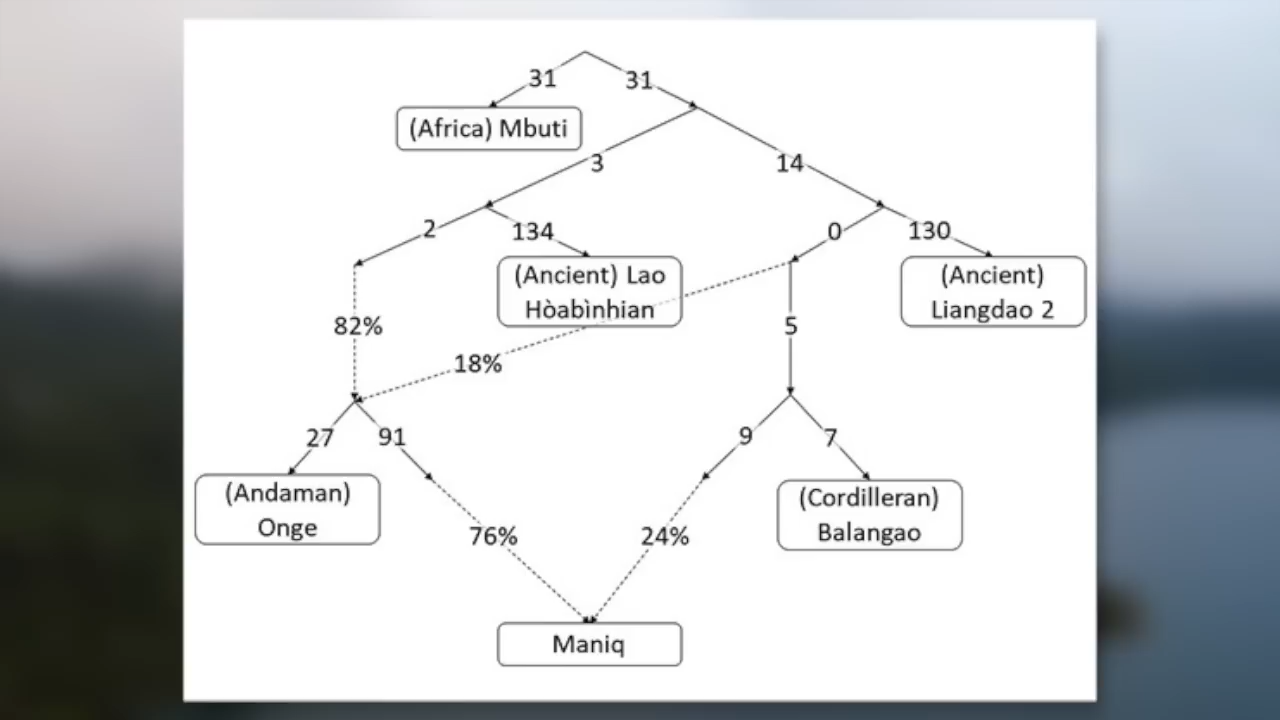 31
31
(Africa) Mbuti
3
14
2
134
0
130
(Ancient) Lao
Hòabìnhian
(Ancient)
Liangdao 2
82%
5
18%
27
91
9
7
(Andaman)
Onge
(Cordilleran)
Balangao
76%
24%
Maniq